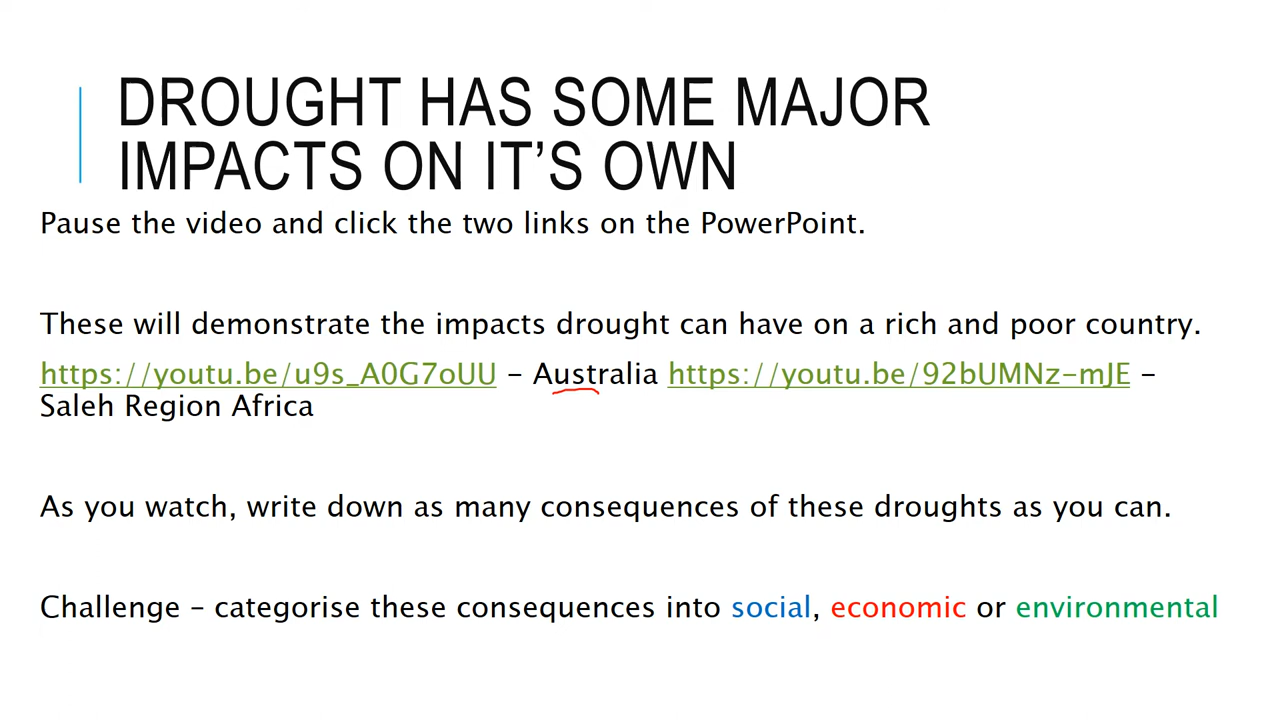 DROUGHT HAS SOME MAJOR
IMPACTS ON IT’S OWN
Pause the video and click the two links on the PowerPoint.
These will demonstrate the impacts drought can have on a rich and poor country.
https://youtu.be/u9s_A0G7oUU – Australia https://youtu.be/92bUMNz-mJE –
Saleh Region Africa
As you watch, write down as many consequences of these droughts as you can.
Challenge – categorise these consequences into social, economic or environmental